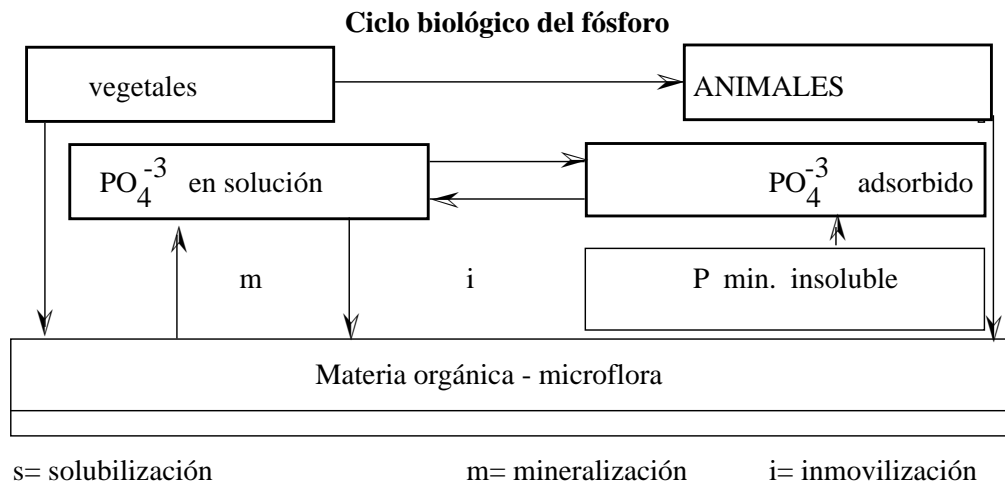 Ciclo biológico del fósforo
vegetales
ANIMALES
PO4-3 en solución
PO4-3 adsorbido
m
i
P min. insoluble
Materia orgánica - microflora
s= solubilización m= mineralización i= inmovilización